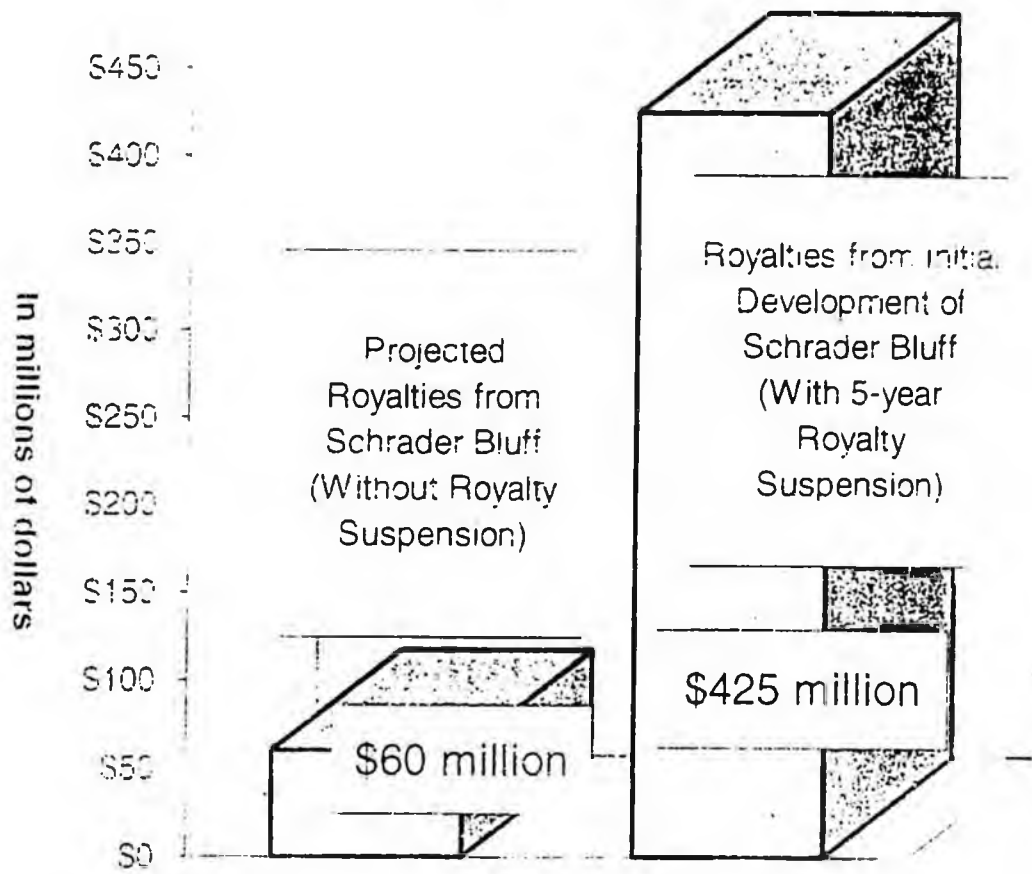 $450
$400
$350
$300
$250
$200
$150
$100
$50
$0
In millions of dollars
Projected
Royalties from
Schrader Bluff
(Without Royalty
Suspension)
$60 million
Royalties from initial
Development of
Schrader Bluff
(With 5-year
Royalty
Suspension)
$425 million